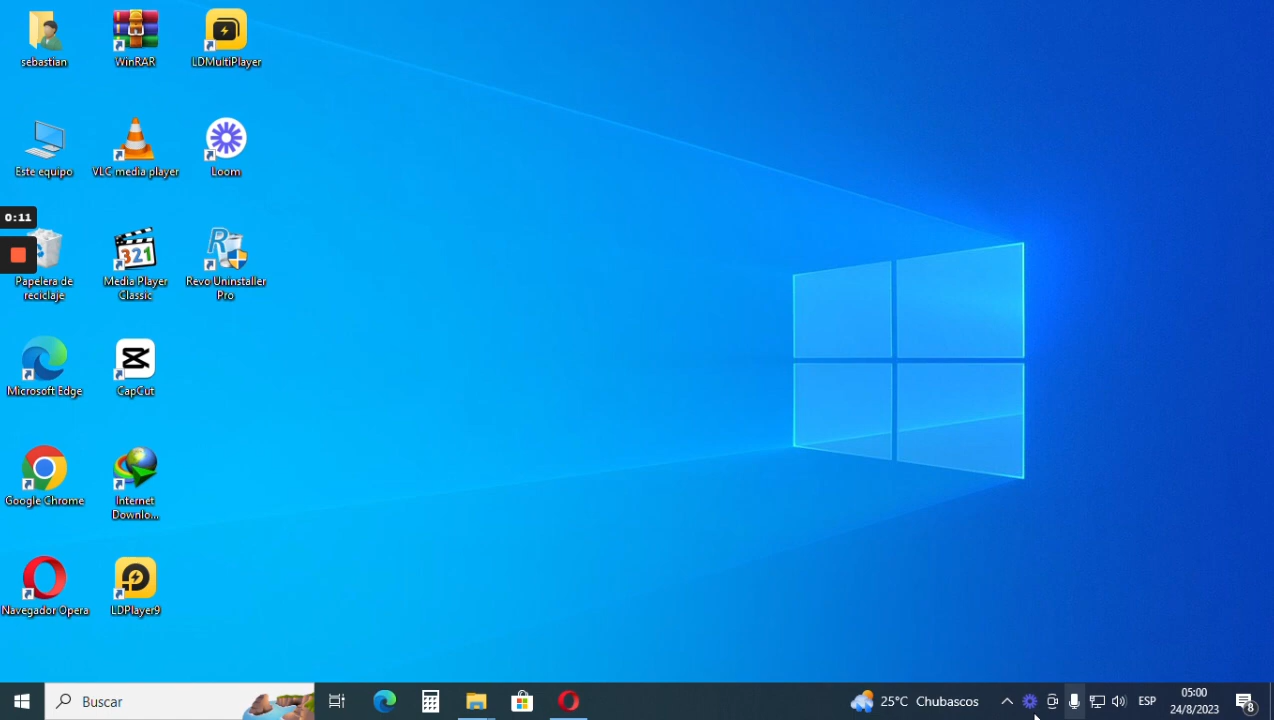 sebastian
WinRAR
LDMultiPlayer
Este equipo
VLC media player
Loom
0:11
Papelera de
reciclaje
321
Media Player
Classic
Revo Uninstaller
Pro
Microsoft Edge
CapCut
Google Chrome
Internet
Downlo...
Navegador Opera
LDPlayer9
Buscar
25°C Chubascos
ESP
05:00
24/8/2023
8